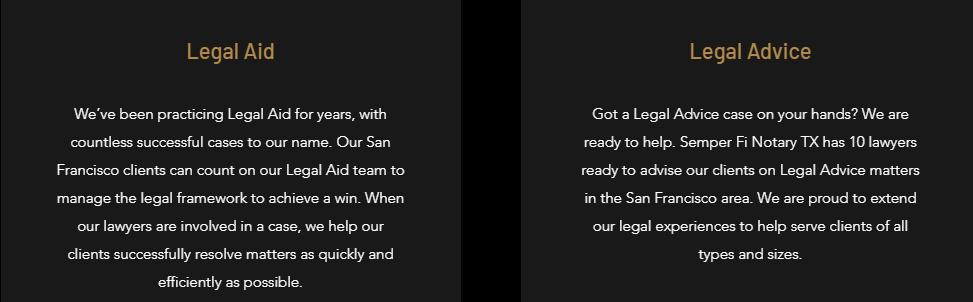 Legal Aid
We've been practicing Legal Aid for years, with
countless successful cases to our name. Our San
Francisco clients can count on our Legal Aid team to
manage the legal framework to achieve a win. When
our lawyers are involved in a case, we help our
clients successfully resolve matters as quickly and
efficiently as possible.
Legal Advice
Got a Legal Advice case on your hands? We are
ready to help. Semper Fi Notary TX has 10 lawyers
ready to advise our clients on Legal Advice matters
in the San Francisco area. We are proud to extend
our legal experiences to help serve clients of all
types and sizes.